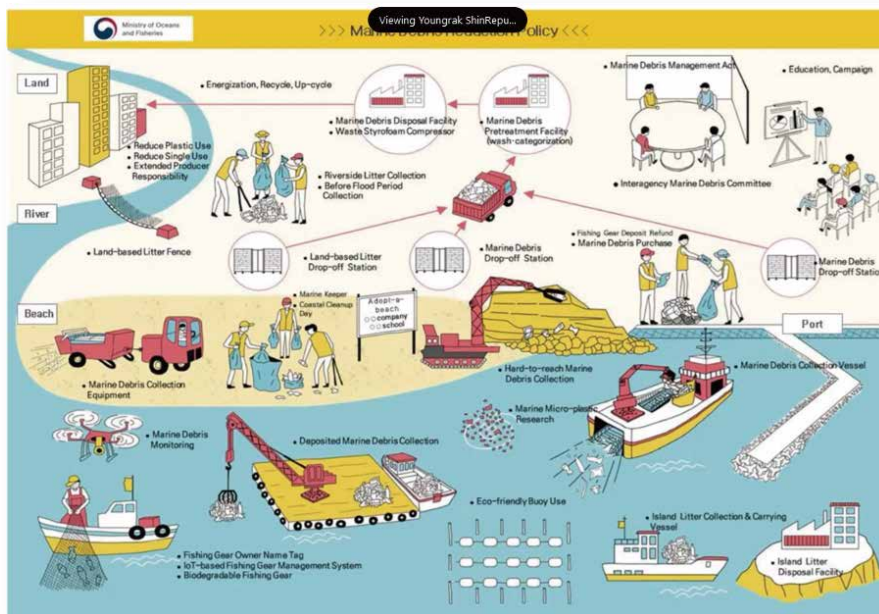 Viewing Youngrak ShinRepu...
Ministry of Oceans
and Fisheries
>>> Marine Debris Reduction Policy <<<
Land
• Energization, Recycle, Up-cycle
• Marine Debris Disposal Facility
• Waste Styrofoam Compressor
• Marine Debris
Pretreatment Facility
(wash-categorization)
• Marine Debris Management Act
• Education, Campaign
• Reduce Plastic Use
• Reduce Single Use
• Extended Producer
Responsibility
• Riverside Litter Collection
• Before Flood Period
Collection
• Interagency Marine Debris Committee
River
• Land-based Litter Fence
• Land-based Litter
Drop-off Station
• Marine Debris
Drop-off Station
• Fishing Gear Deposit Refund
• Marine Debris Purchase
• Marine Debris
Drop-off Station
Beach
• Marine Keeper
• Coastal Cleanup
Day
Adopt-a-
beach
○○company
○○school
Port
• Marine Debris Collection
Equipment
• Hard-to-reach Marine
Debris Collection
• Marine Debris Collection Vessel
• Marine Micro-plastic
Research
• Marine Debris
Monitoring
• Deposited Marine Debris Collection
• Eco-friendly Buoy Use
• Island Litter Collection & Carrying
Vessel
• Island Litter
Disposal Facility
• Fishing Gear Owner Name Tag
• IoT-based Fishing Gear Management System
• Biodegradable Fishing Gear